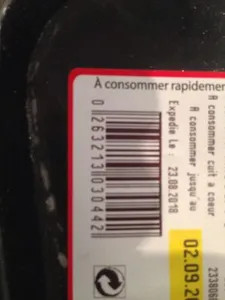 À consommer rapidemen
A consommer cuit à coeur
A consommer jusqu'au
Expédié le : 23.08.2018
02.09.2
2338068
0 263213 030442